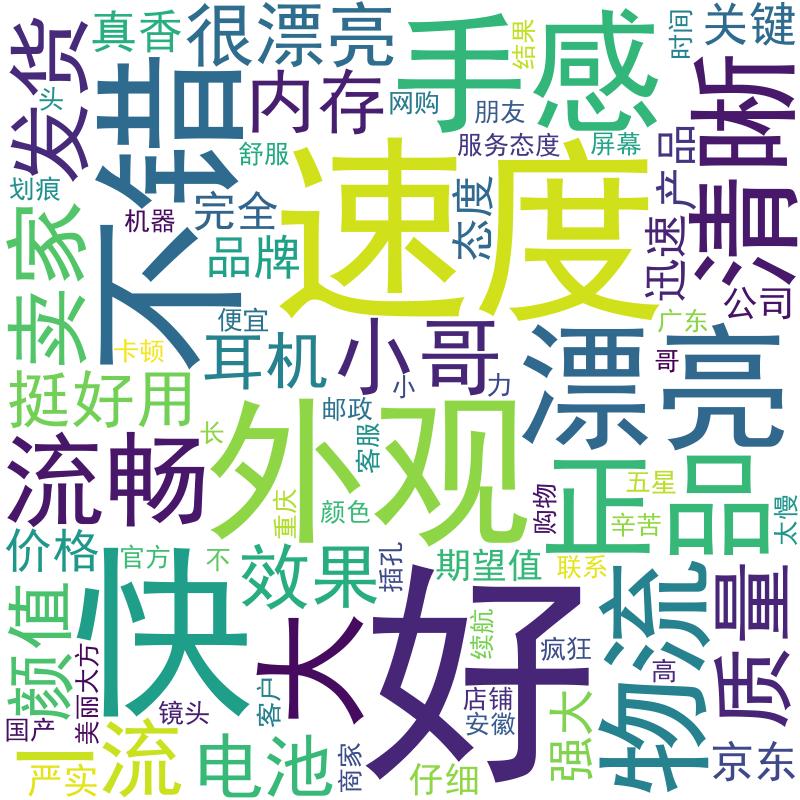 发货
真香
很漂亮
手感
结果
时间
关键
头
不错
内存
网购
朋友
清晰
舒服
服务态度
屏幕
产品
划痕
机器
完全
速度
态度
迅速
卖家
品牌
公司
便宜
广东
卡顿
耳机
小哥
漂亮
哥
挺好用
小
力
邮政
外观
流畅
长
客服
正品
五星
重庆
颜色
购物
辛苦
太慢
价格
官方
不
效果
插孔
期望值
联系
物流
质量
颜值
快
大
好
续航
疯狂
高
美丽大方
国产
镜头
客户
店铺
安徽
强大
一流
严实
电池
商家
仔细
京东